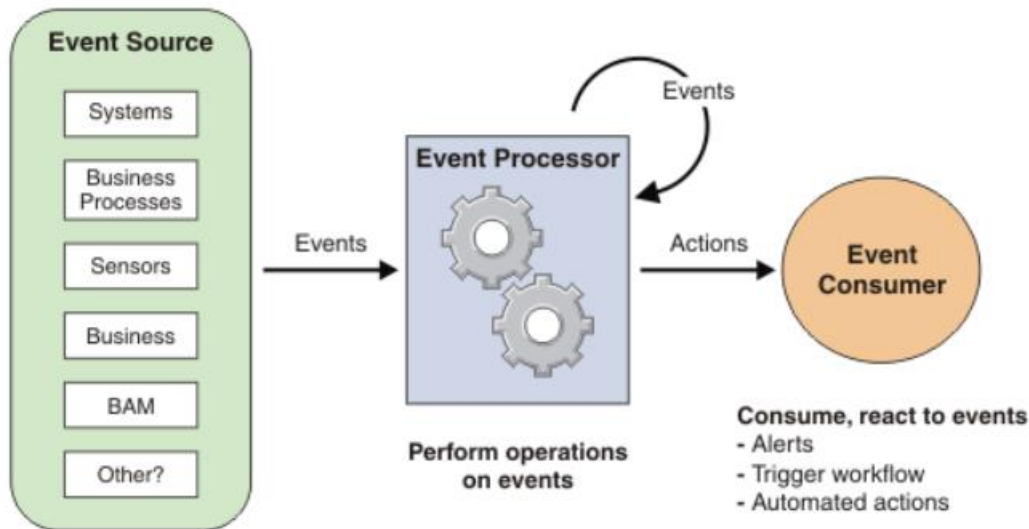 Event Source
Systems
Business
Processes
Sensors
Business
BAM
Other?
Events
Event Processor
Events
Perform operations
on events
Actions
Event
Consumer
Consume, react to events
- Alerts
- Trigger workflow
- Automated actions